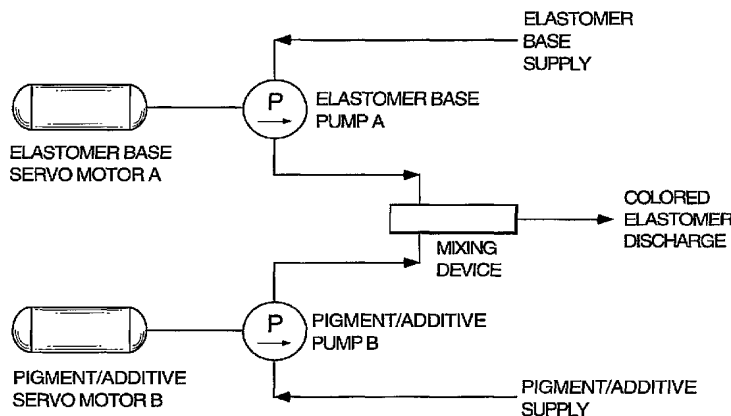 ELASTOMER
BASE
SUPPLY
P
ELASTOMER BASE
PUMP A
ELASTOMER BASE
SERVO MOTOR A
COLORED
ELASTOMER
DISCHARGE
MIXING
DEVICE
P
PIGMENT/ADDITIVE
PUMP B
PIGMENT/ADDITIVE
SERVO MOTOR B
PIGMENT/ADDITIVE
SUPPLY